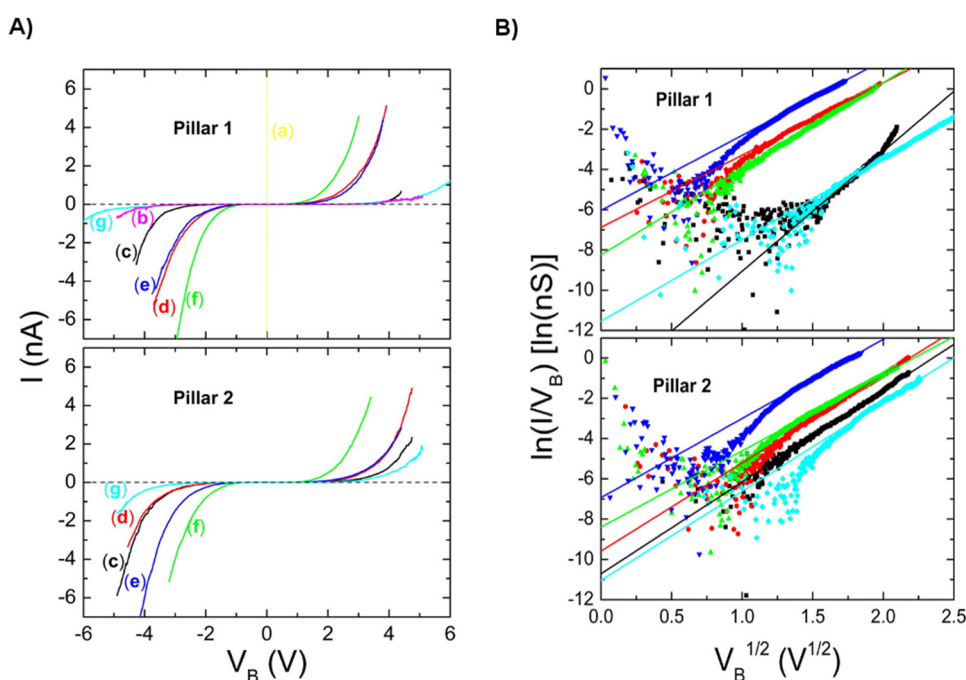 A)
B)
I (nA)
6
4
2
0
-2
-4
-6
Pillar 1
(a)
(g)
(b)
(c)
(e)
(d)
(f)
4
2
0
-2
-4
-6
Pillar 2
(g)
(d)
(c)
(e)
(f)
-6
-4
-2
0
2
4
6
V_B (V)
ln(I/V_B) [ln(nS)]
0
-2
-4
-6
-8
-10
-12
Pillar 1
0
-2
-4
-6
-8
-10
-12
Pillar 2
0.0
0.5
1.0
1.5
2.0
2.5
V_B^1/2 (V^1/2)